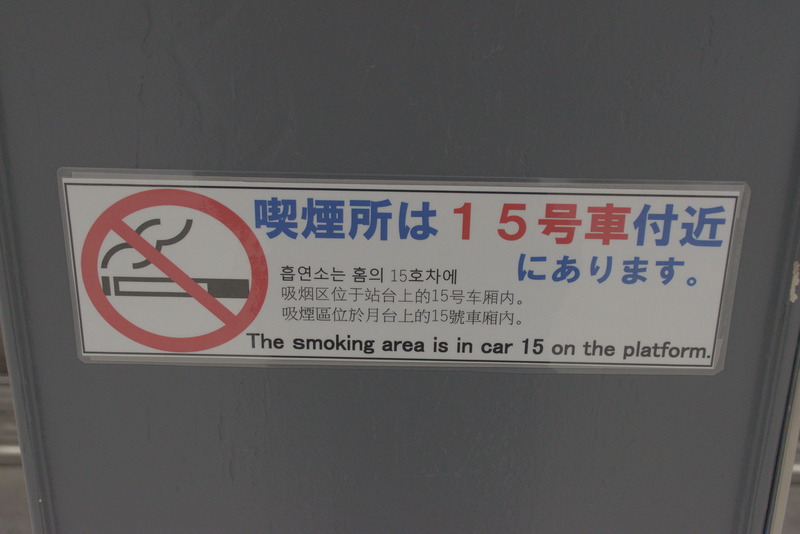 喫煙所は１５号車付近
にあります。
흡연소는 홈의 15호차에
吸烟区位于站台上的15号车厢内。
吸煙區位於月台上的15號車廂內。
The smoking area is in car 15 on the platform.